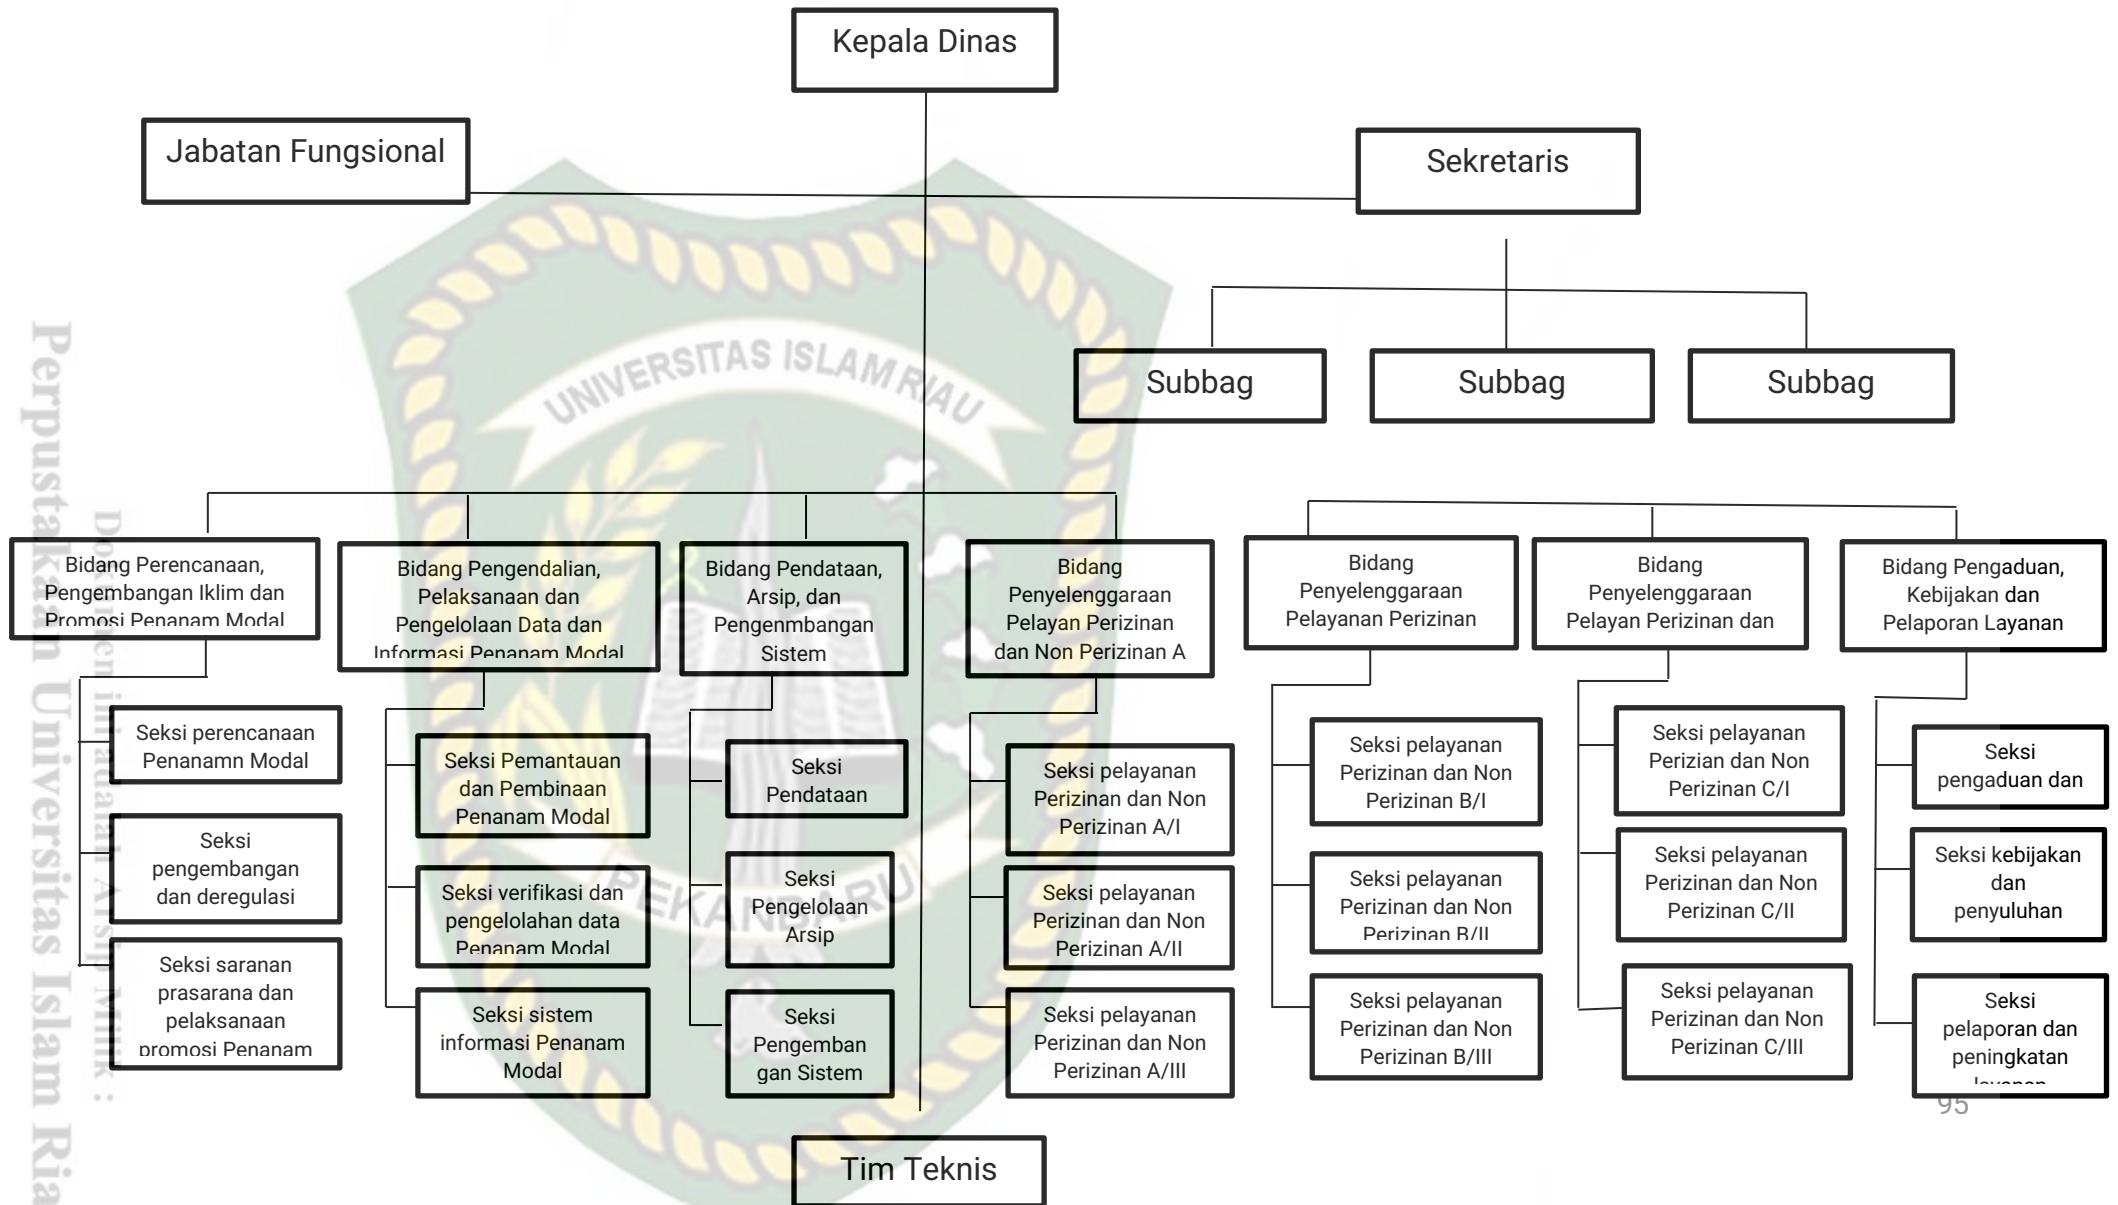 Kepala Dinas
Jabatan Fungsional
Sekretaris
UNIVERSITAS ISLAM RIAU
Subbag
Subbag
Subbag
Bidang Perencanaan,
Pengembangan Iklim dan
Promosi Penanam Modal
Bidang Pengendalian,
Pelaksanaan dan
Pengelolaan Data dan
Informasi Penanam Modal
Bidang Pendataan,
Arsip, dan
Pengenmbangan
Sistem
Bidang
Penyelenggaraan
Pelayan Perizinan
dan Non Perizinan A
Bidang
Penyelenggaraan
Pelayanan Perizinan
Bidang
Penyelenggaraan
Pelayan Perizinan dan
Bidang Pengaduan,
Kebijakan dan
Pelaporan Layanan
Seksi perencanaan
Penanamn Modal
Seksi
pengembangan
dan deregulasi
Seksi saranan
prasarana dan
pelaksanaan
promosi Penanam
Seksi Pemantauan
dan Pembinaan
Penanam Modal
Seksi verifikasi dan
pengelolahan data
Penanam Modal
Seksi sistem
informasi Penanam
Modal
Seksi
Pendataan
Seksi
Pengelolaan
Arsip
Seksi
Pengemban
gan Sistem
Seksi pelayanan
Perizinan dan Non
Perizinan A/I
Seksi pelayanan
Perizinan dan Non
Perizinan A/II
Seksi pelayanan
Perizinan dan Non
Perizinan A/III
Seksi pelayanan
Perizinan dan Non
Perizinan B/I
Seksi pelayanan
Perizinan dan Non
Perizinan B/II
Seksi pelayanan
Perizinan dan Non
Perizinan B/III
Seksi pelayanan
Perizian dan Non
Perizinan C/I
Seksi pelayanan
Perizinan dan Non
Perizinan C/II
Seksi pelayanan
Perizinan dan Non
Perizinan C/III
Seksi
pengaduan dan
Seksi kebijakan
dan
penyuluhan
Seksi
pelaporan dan
peningkatan
layanan
PEKANBARU
95
Tim Teknis
Dokumen ini adalah Arsip Milik :
Perpustakaan Universitas Islam Ria